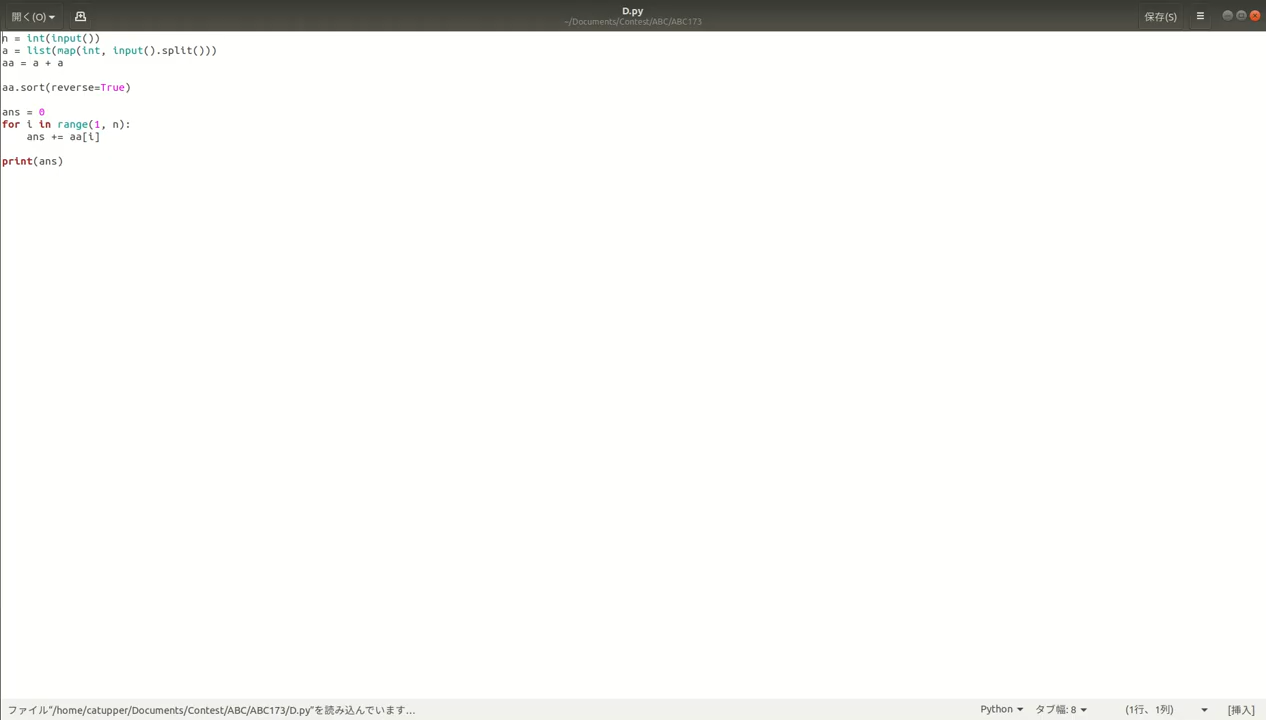 開く(O)
D.py
~/Documents/Contest/ABC/ABC173
保存(S)
n = int(input())
a = list(map(int, input().split()))
aa = a + a
aa.sort(reverse=True)
ans = 0
for i in range(1, n):
    ans += aa[i]
print(ans)
ファイル“/home/catupper/Documents/Contest/ABC/ABC173/D.py”を読み込んでいます…
Python
タブ幅: 8
(1行、1列)
[挿入]